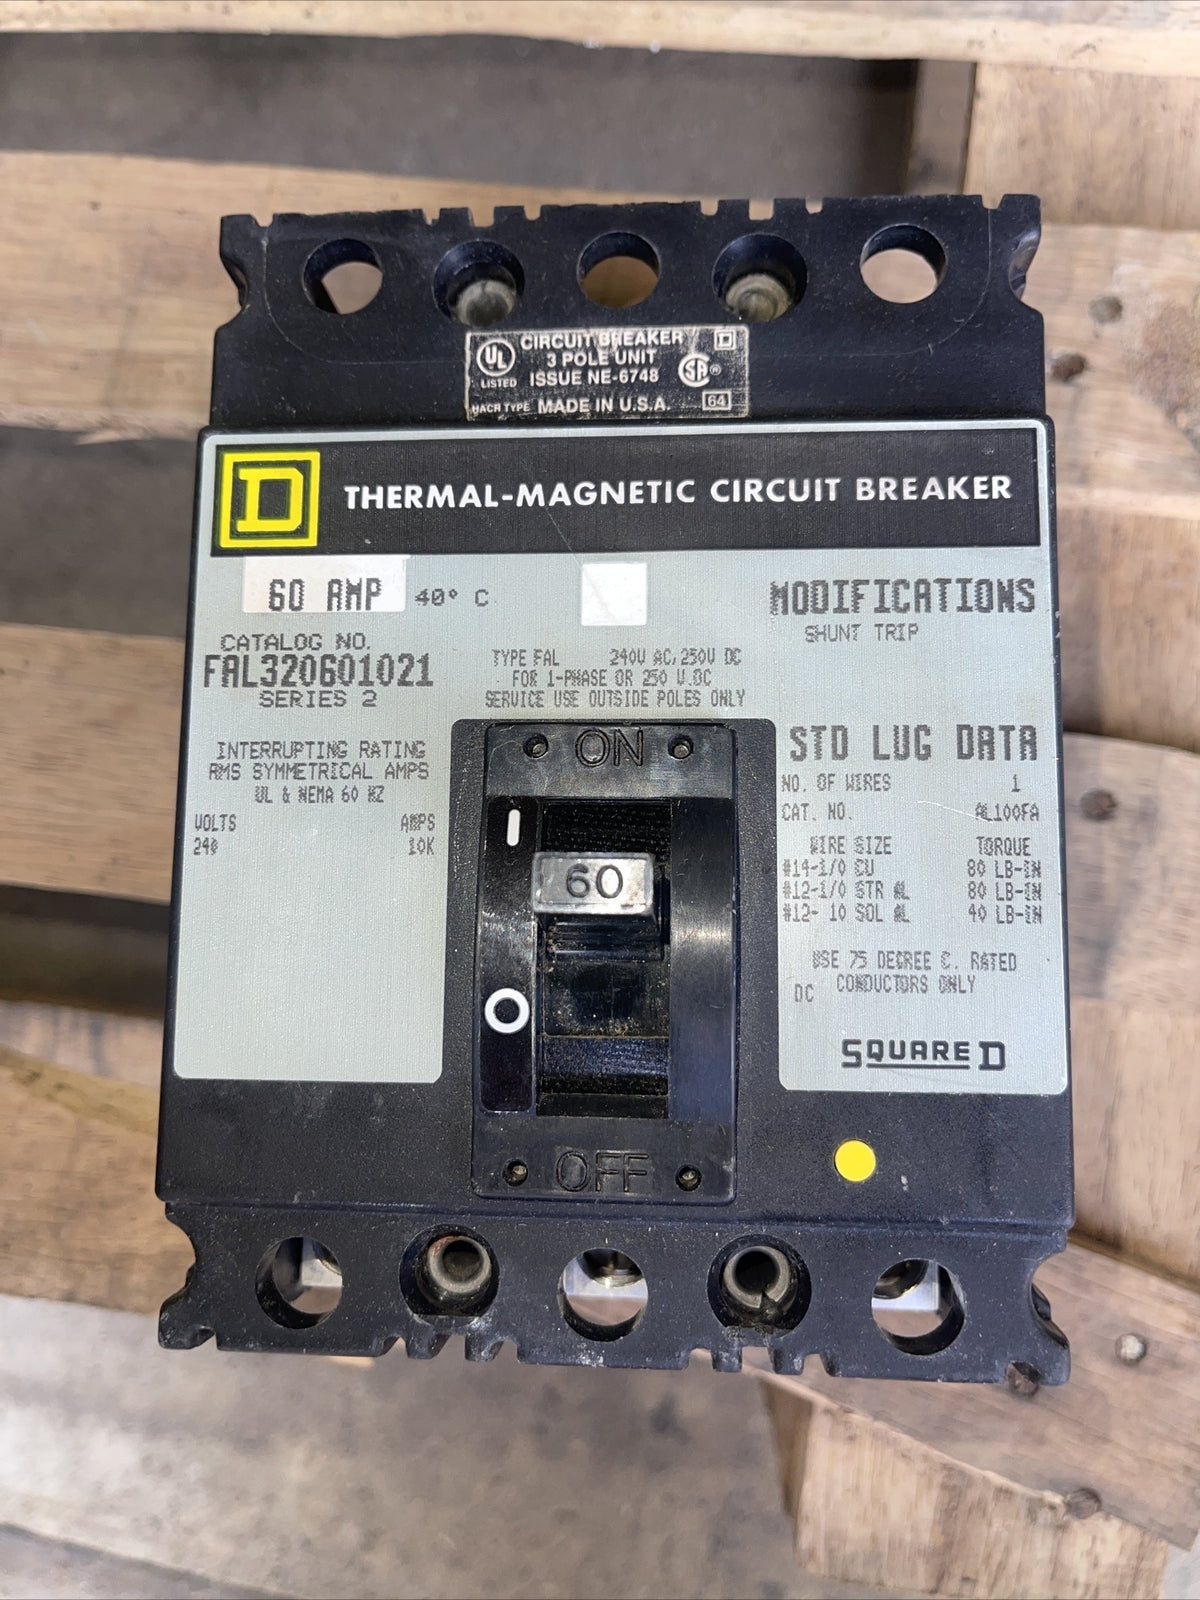 UL
LISTED
CIRCUIT BREAKER
3 POLE UNIT
ISSUE NE-6748
HACR TYPE MADE IN U.S.A.
D
SA®
64
D
THERMAL-MAGNETIC CIRCUIT BREAKER
60 AMP 40° C
CATALOG NO.
FAL320601021
SERIES 2
INTERRUPTING RATING
RMS SYMMETRICAL AMPS
UL & NEMA 60 HZ
VOLTS AMPS
240 10K
TYPE FAL 240V AC,250V DC
FOR 1-PHASE OR 250 V.DC
SERVICE USE OUTSIDE POLES ONLY
ON
I
60
O
OFF
MODIFICATIONS
SHUNT TRIP
STD LUG DATA
NO. OF WIRES 1
CAT. NO. AL100FA
WIRE SIZE TORQUE
#14-1/0 CU 80 LB-IN
#12-1/0 STR AL 80 LB-IN
#12- 10 SOL AL 40 LB-IN
USE 75 DEGREE C. RATED
CONDUCTORS ONLY
DC
SQUARE D